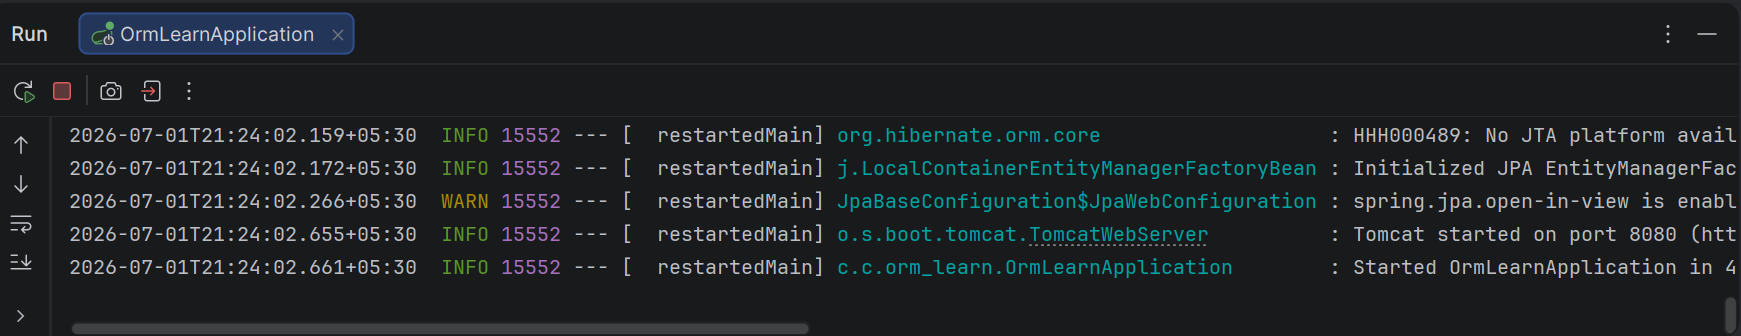 Run OrmLearnApplication
2026-07-01T21:24:02.159+05:30  INFO 15552 --- [  restartedMain] org.hibernate.orm.core                   : HHH000489: No JTA platform avail
2026-07-01T21:24:02.172+05:30  INFO 15552 --- [  restartedMain] j.LocalContainerEntityManagerFactoryBean : Initialized JPA EntityManagerFac
2026-07-01T21:24:02.266+05:30  WARN 15552 --- [  restartedMain] JpaBaseConfiguration$JpaWebConfiguration : spring.jpa.open-in-view is enabl
2026-07-01T21:24:02.655+05:30  INFO 15552 --- [  restartedMain] o.s.boot.tomcat.TomcatWebServer          : Tomcat started on port 8080 (htt
2026-07-01T21:24:02.661+05:30  INFO 15552 --- [  restartedMain] c.c.orm_learn.OrmLearnApplication        : Started OrmLearnApplication in 4